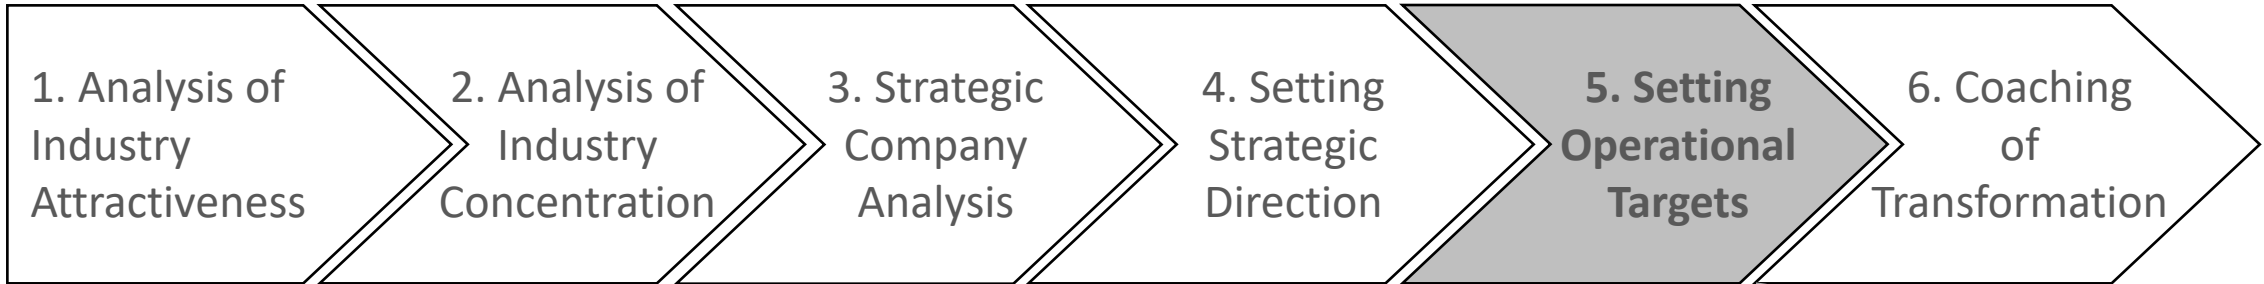 1. Analysis of
Industry
Attractiveness
2. Analysis of
Industry
Concentration
3. Strategic
Company
Analysis
4. Setting
Strategic
Direction
5. Setting
Operational
Targets
6. Coaching
of
Transformation